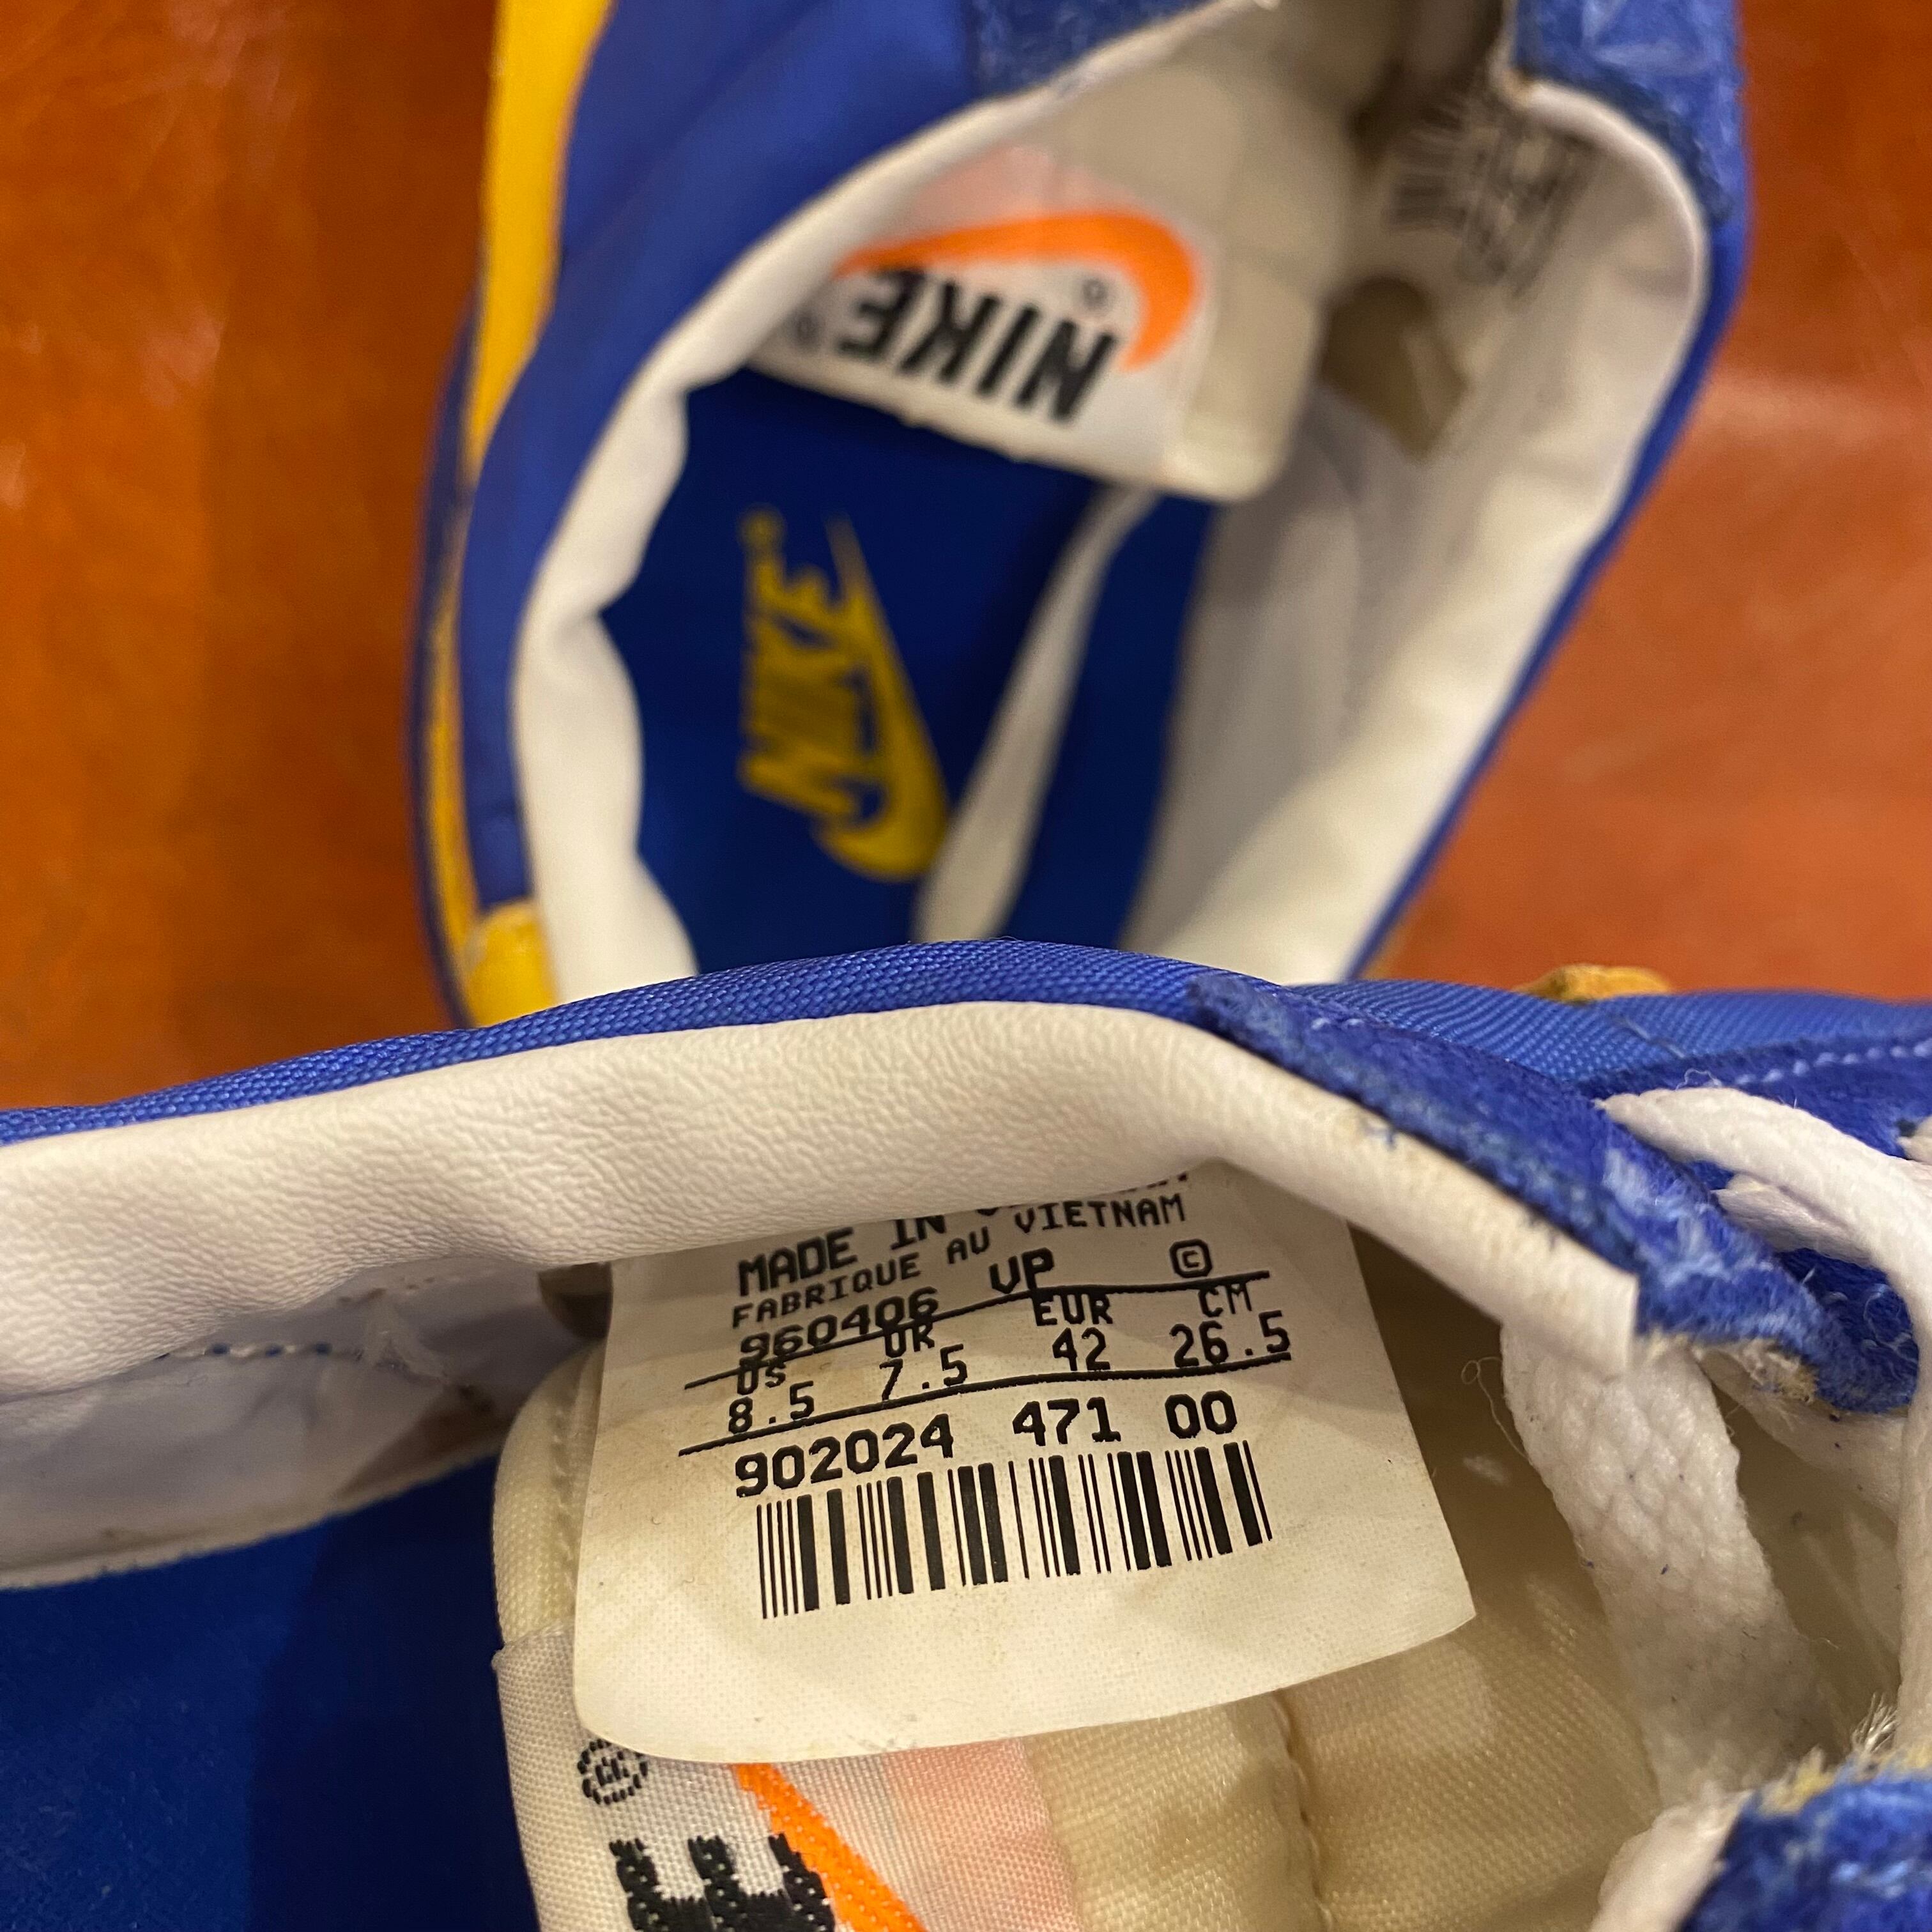 NIKE
NIKE
MADE IN
FABRIQUE AU VIETNAM
960406 VP ©
US UK EUR CM
8.5 7.5 42 26.5
902024 471 00
®